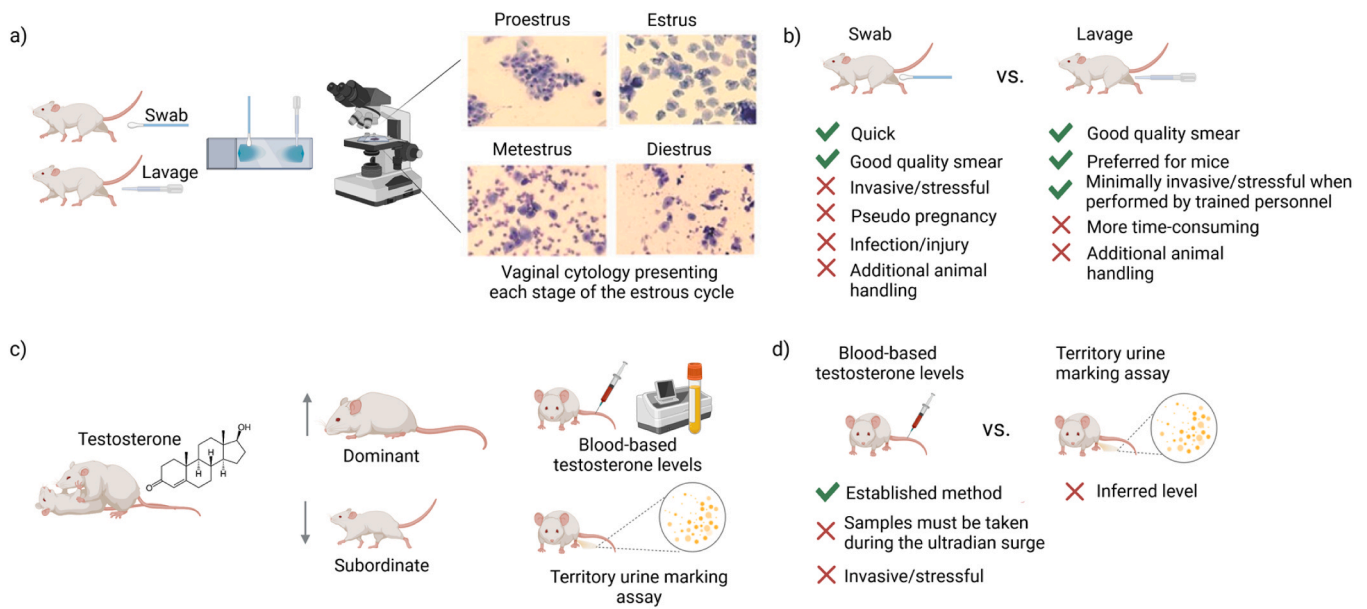 a)
Swab
Lavage
Proestrus
Estrus
Metestrus
Diestrus
Vaginal cytology presenting
each stage of the estrous cycle
b)
Swab
vs.
Lavage
Quick
Good quality smear
Invasive/stressful
Pseudo pregnancy
Infection/injury
Additional animal
handling
Good quality smear
Preferred for mice
Minimally invasive/stressful when
performed by trained personnel
More time-consuming
Additional animal
handling
c)
Testosterone
OH
H
H
H
O
Dominant
Subordinate
Blood-based
testosterone levels
Territory urine marking
assay
d)
Blood-based
testosterone levels
vs.
Territory urine
marking assay
Established method
Samples must be taken
during the ultradian surge
Invasive/stressful
Inferred level